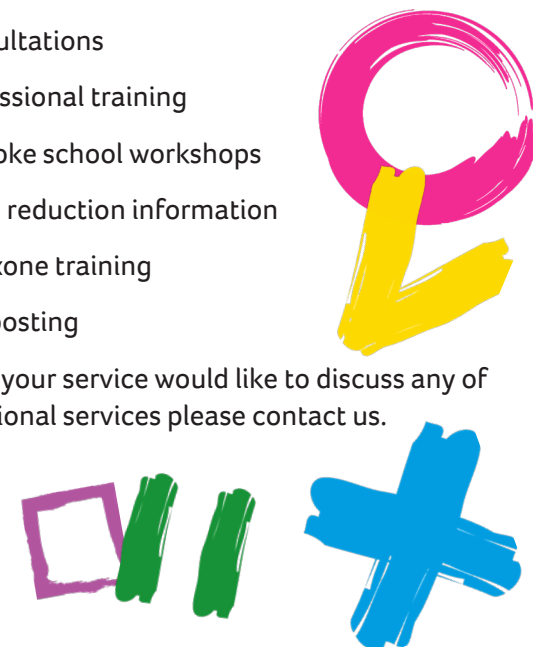 ultations
ssional training
oke school workshops
reduction information
xone training
posting
your service would like to discuss any of
ional services please contact us.